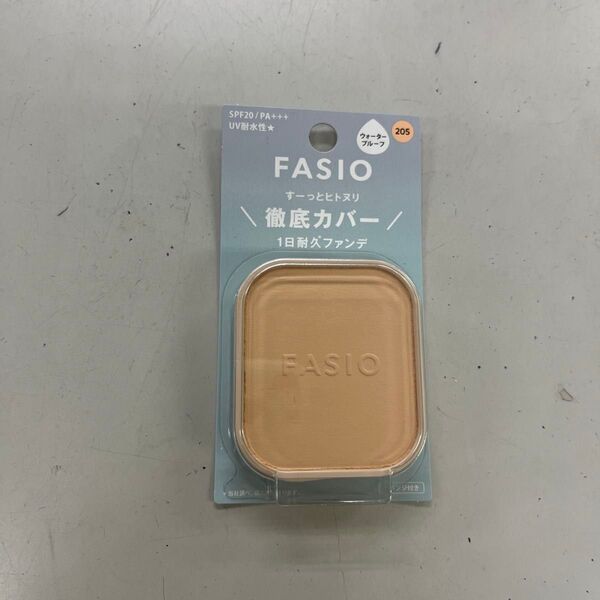 SPF20/PA+++
UV耐水性★
ウォーター
プルーフ
205
FASIO
すーっとヒトヌリ
徹底カバー
1日耐久ファンデ
FASIO